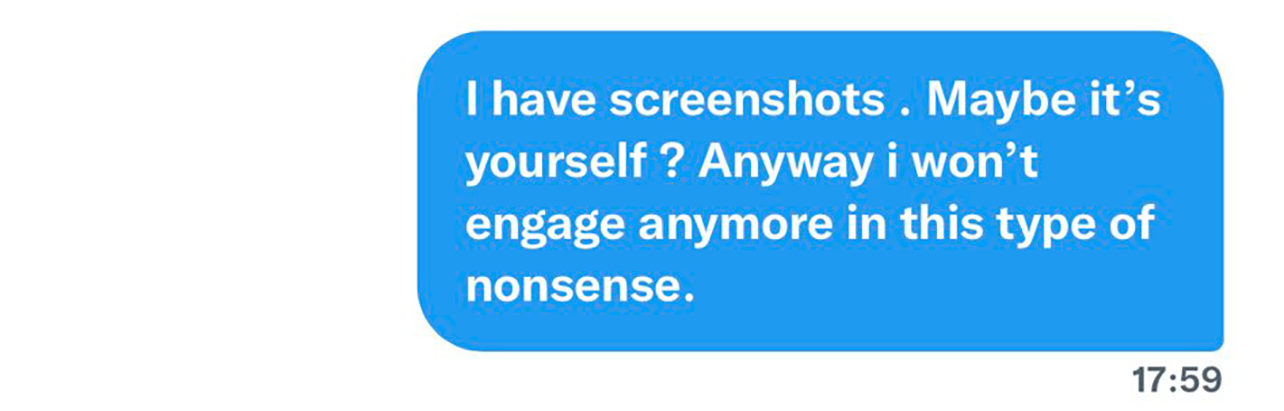 I have screenshots . Maybe it’s
yourself ? Anyway i won’t
engage anymore in this type of
nonsense.
17:59